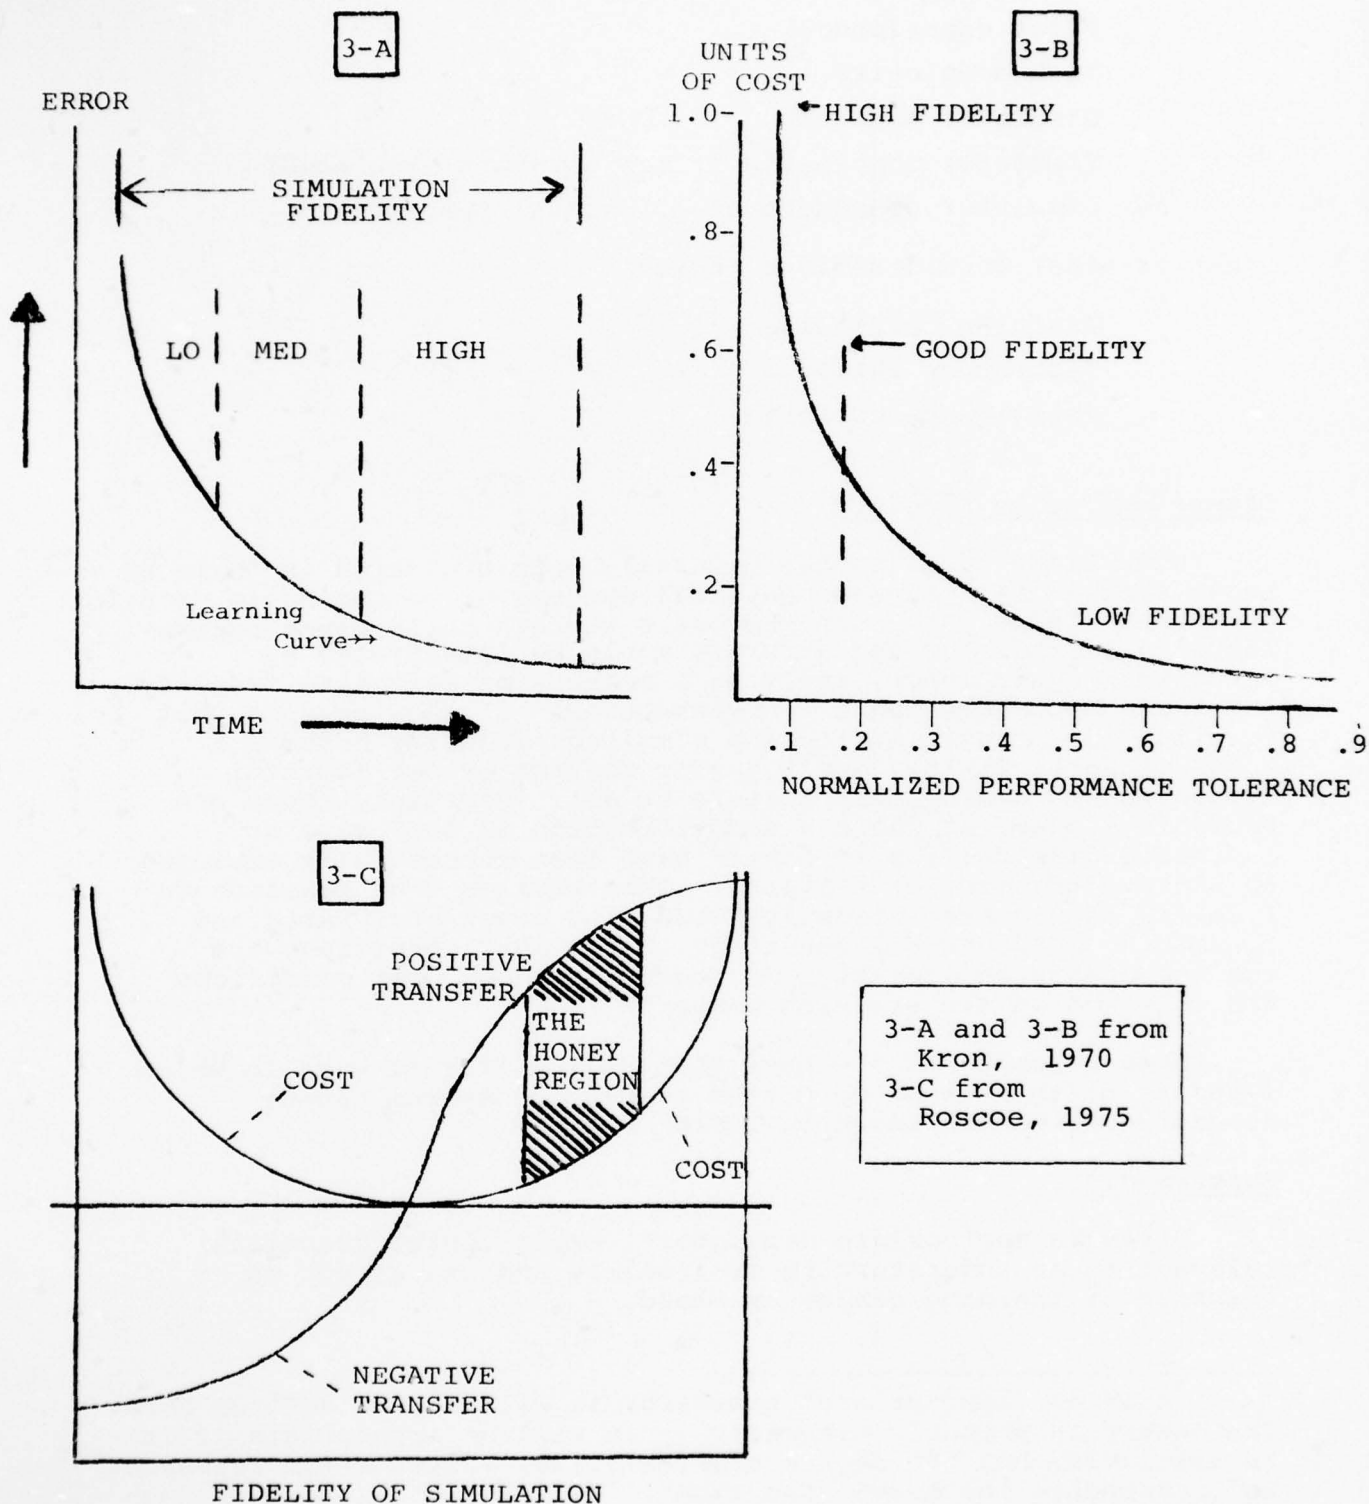 3-A
ERROR
SIMULATION
FIDELITY
LO
MED
HIGH
Learning
Curve→→
TIME
3-B
UNITS
OF COST
1.0
HIGH FIDELITY
.8
.6
GOOD FIDELITY
.4
.2
LOW FIDELITY
.1 .2 .3 .4 .5 .6 .7 .8 .9
NORMALIZED PERFORMANCE TOLERANCE
3-C
POSITIVE
TRANSFER
THE
HONEY
REGION
COST
COST
NEGATIVE
TRANSFER
FIDELITY OF SIMULATION
3-A and 3-B from
Kron, 1970
3-C from
Roscoe, 1975